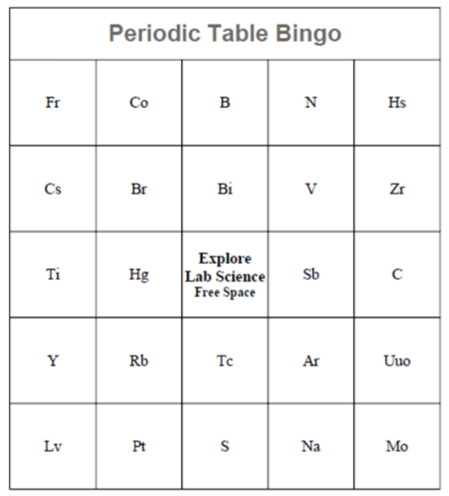 Periodic Table Bingo
Fr Co B N Hs
Cs Br Bi V Zr
Explore
Ti Hg Lab Science Sb C
Free Space
Y Rb Tc Ar Uuo
Lv Pt S Na Mo